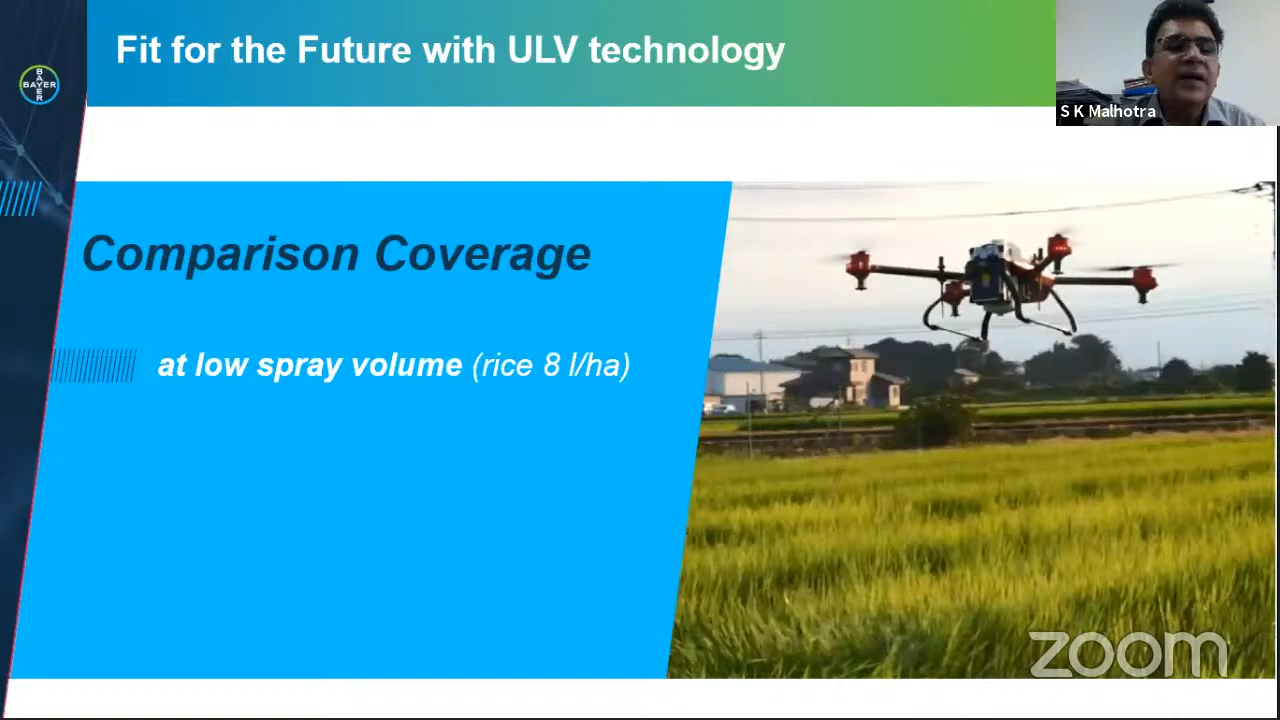 Fit for the Future with ULV technology
S K Malhotra
BAYER
BAYER
Comparison Coverage
at low spray volume (rice 8 l/ha)
zoom